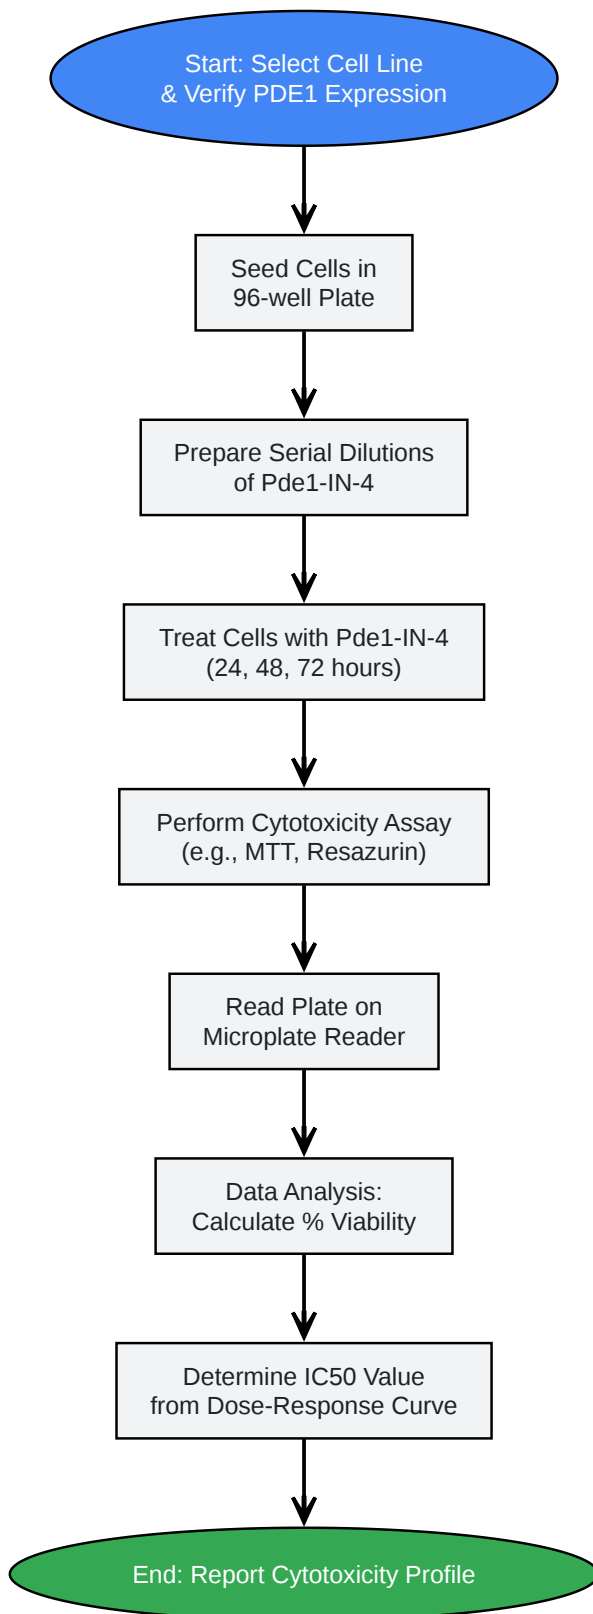 Start: Select Cell Line
& Verify PDE1 Expression
Seed Cells in
96-well Plate
Prepare Serial Dilutions
of Pde1-IN-4
Treat Cells with Pde1-IN-4
(24, 48, 72 hours)
Perform Cytotoxicity Assay
(e.g., MTT, Resazurin)
Read Plate on
Microplate Reader
Data Analysis:
Calculate % Viability
Determine IC50 Value
from Dose-Response Curve
End: Report Cytotoxicity Profile